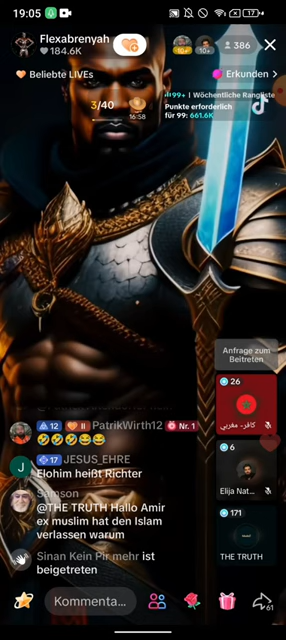 19:05
17
Flexabrenyah
184.6K
10+
10+
386
Beliebte LIVEs
Erkunden >
3/40
16:58
99+ | Wöchentliche Rangliste
Punkte erforderlich
für 99: 661.6K
Anfrage zum
Beitreten
26
كافر- مغربي
6
Elija Nat...
171
THE TRUTH
12 II PatrikWirth12 Nr. 1
🤣🤣🤣😂😂
J 17 JESUS_EHRE
Elohim heißt Richter
Samson
@THE TRUTH Hallo Amir
ex muslim hat den Islam
verlassen warum
Sinan Kein Pir mehr ist
beigetreten
Kommenta...
61